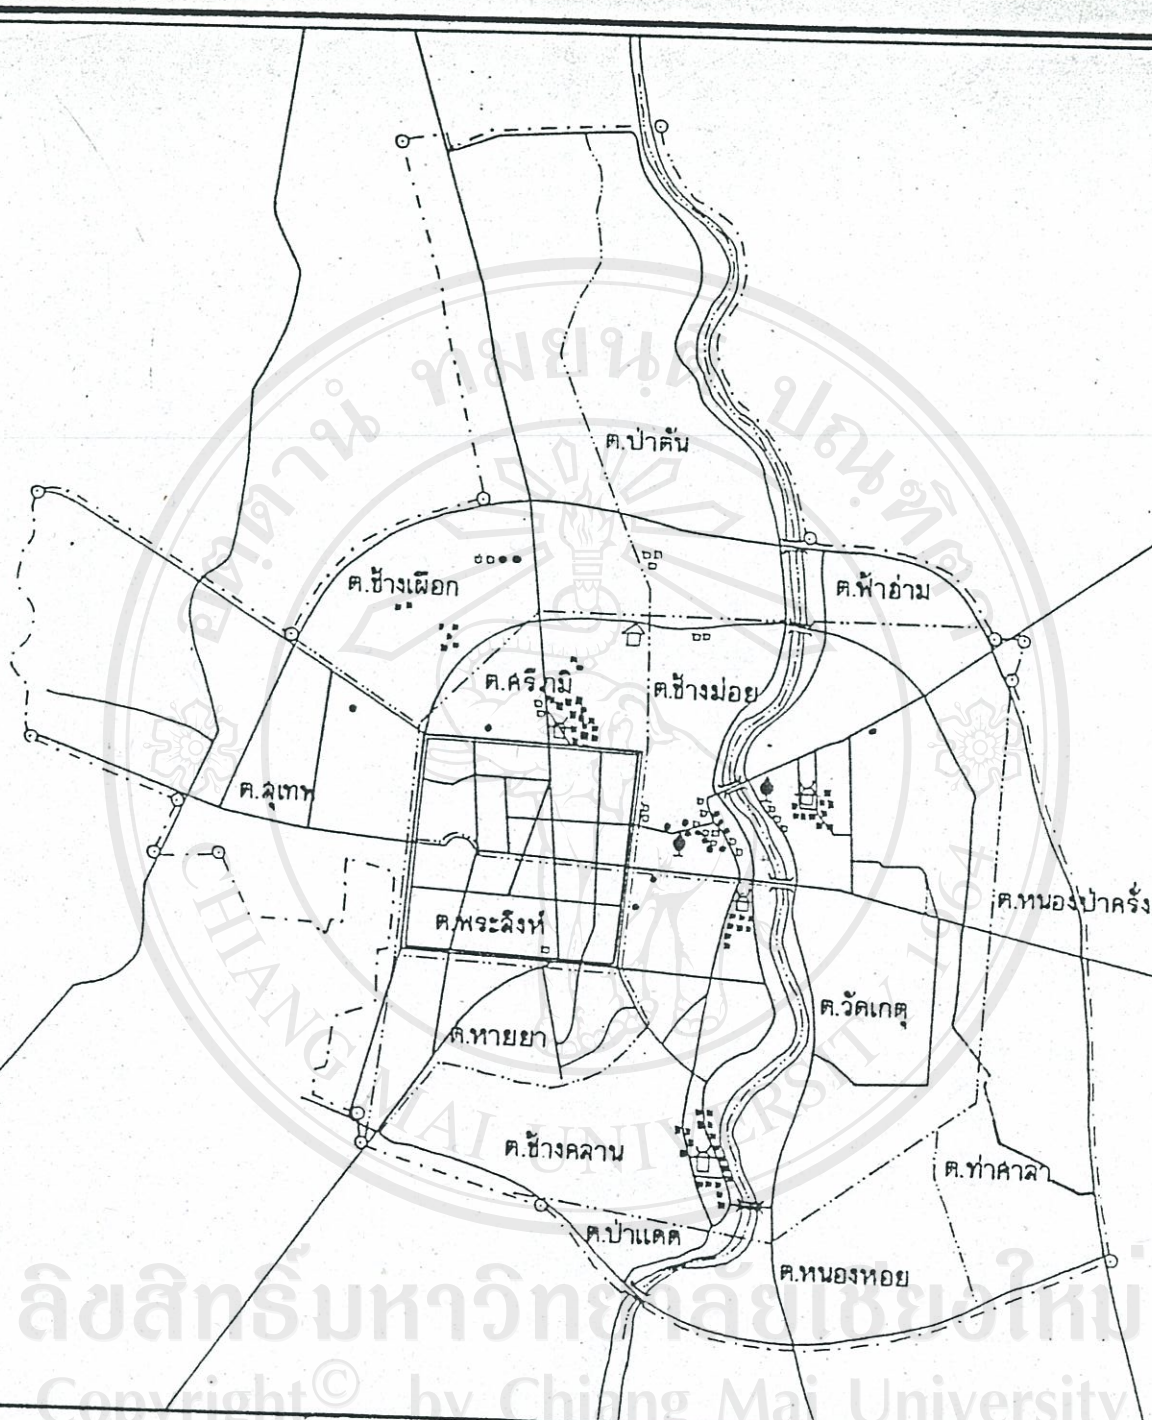 ต.ป่าตัน
ต.ช้างเผือก
ต.ฟ้าฮ่าม
ต.ศรีภูมิ
ต.ช้างม่อย
ต.สุเทพ
ต.หนองป่าครั่ง
ต.พระสิงห์
ต.วัดเกตุ
ต.หายยา
ต.ช้างคลาน
ต.ท่าศาลา
ต.ป่าแดด
ต.หนองหอย
CHIANG MAI UNIVERSITY 1964
ลิขสิทธิ์มหาวิทยาลัยเชียงใหม่
Copyright© by Chiang Mai University